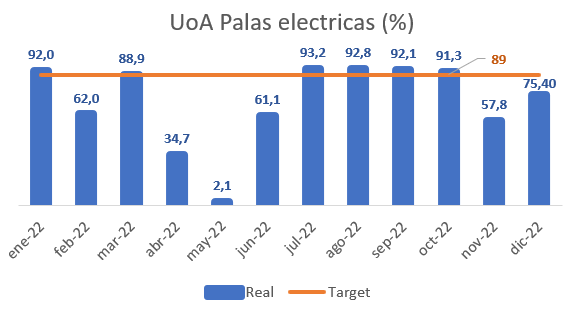 UoA Palas electricas (%)
92,0 62,0 88,9 34,7 2,1 61,1 93,2 92,8 92,1 91,3 89 57,8 75,40
ene-22 feb-22 mar-22 abr-22 may-22 jun-22 jul-22 ago-22 sep-22 oct-22 nov-22 dic-22
Real Target